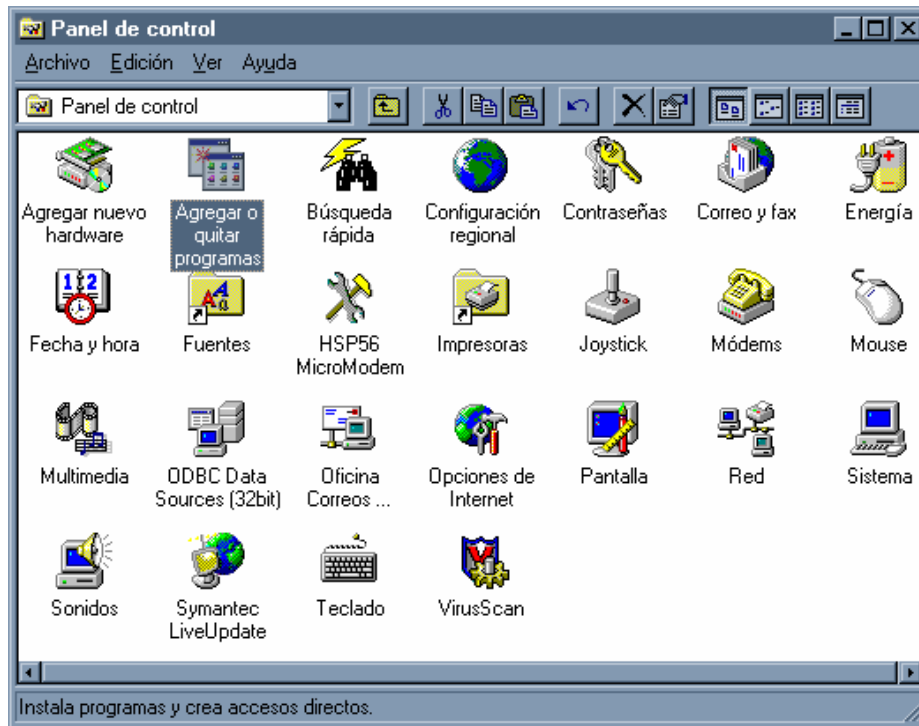 Panel de control
Archivo Edición Ver Ayuda
Panel de control
Agregar nuevo hardware
Agregar o quitar programas
Búsqueda rápida
Configuración regional
Contraseñas
Correo y fax
Energía
Fecha y hora
Fuentes
HSP56 MicroModem
Impresoras
Joystick
Módems
Mouse
Multimedia
ODBC Data Sources (32bit)
Oficina Correos ...
Opciones de Internet
Pantalla
Red
Sistema
Sonidos
Symantec LiveUpdate
Teclado
VirusScan
Instala programas y crea accesos directos.